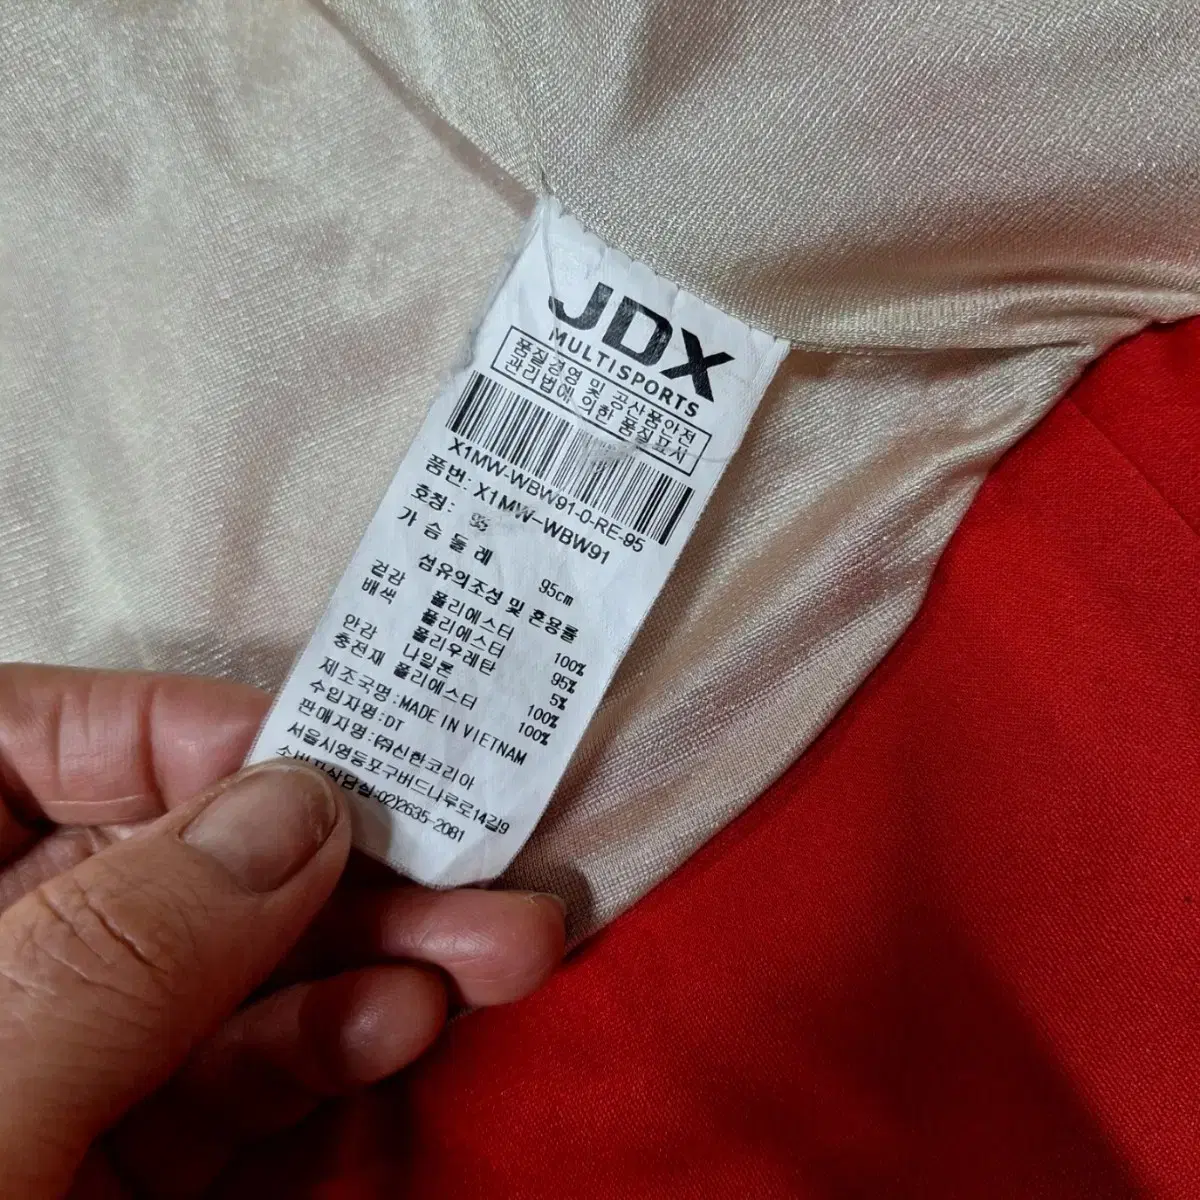 JDX
MULTISPORTS
품질경영 및 공산품안전
관리법에 의한 품질표시
X1MW-WBW91-0-RE-95
품번: X1MW-WBW91
호칭: 95
가 슴 둘 레 95cm
섬유의조성 및 혼용률
겉감 폴리에스터 100%
배색 폴리에스터 95%
폴리우레탄 5%
안감 나일론 100%
충전재 폴리에스터 100%
제조국명:MADE IN VIETNAM
수입자명:DT
판매자명:㈜신한코리아
서울시영등포구버드나루로14길9
소비자상담실-02)2635-2081